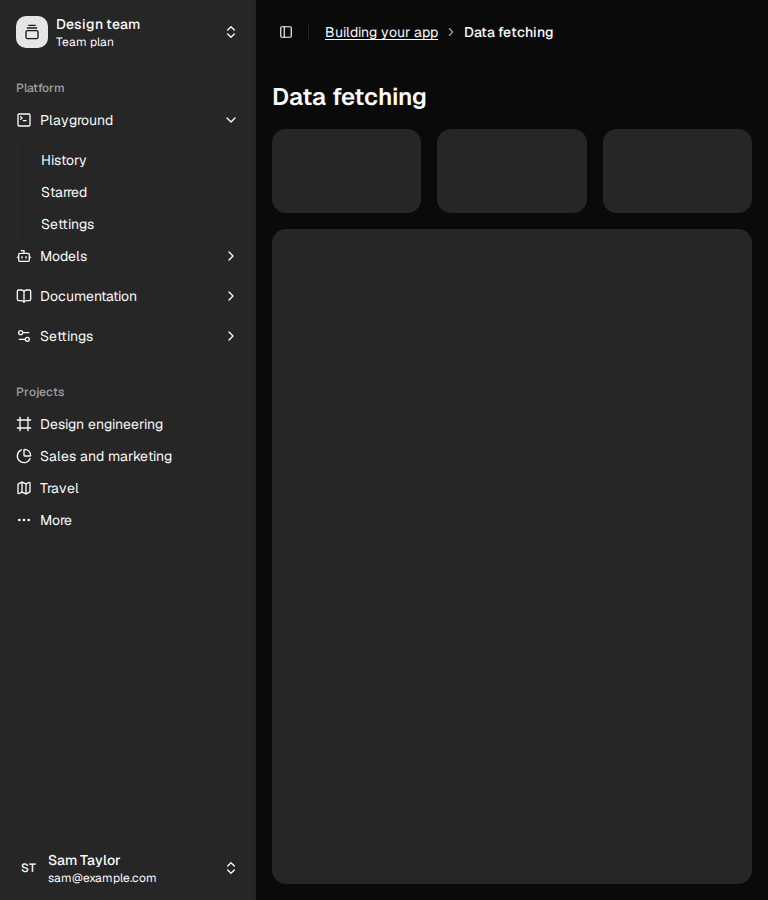 Design team
Team plan
Platform
Playground
History
Starred
Settings
Models
Documentation
Settings
Projects
Design engineering
Sales and marketing
Travel
More
ST
Sam Taylor
sam@example.com
Building your app
Data fetching
Data fetching